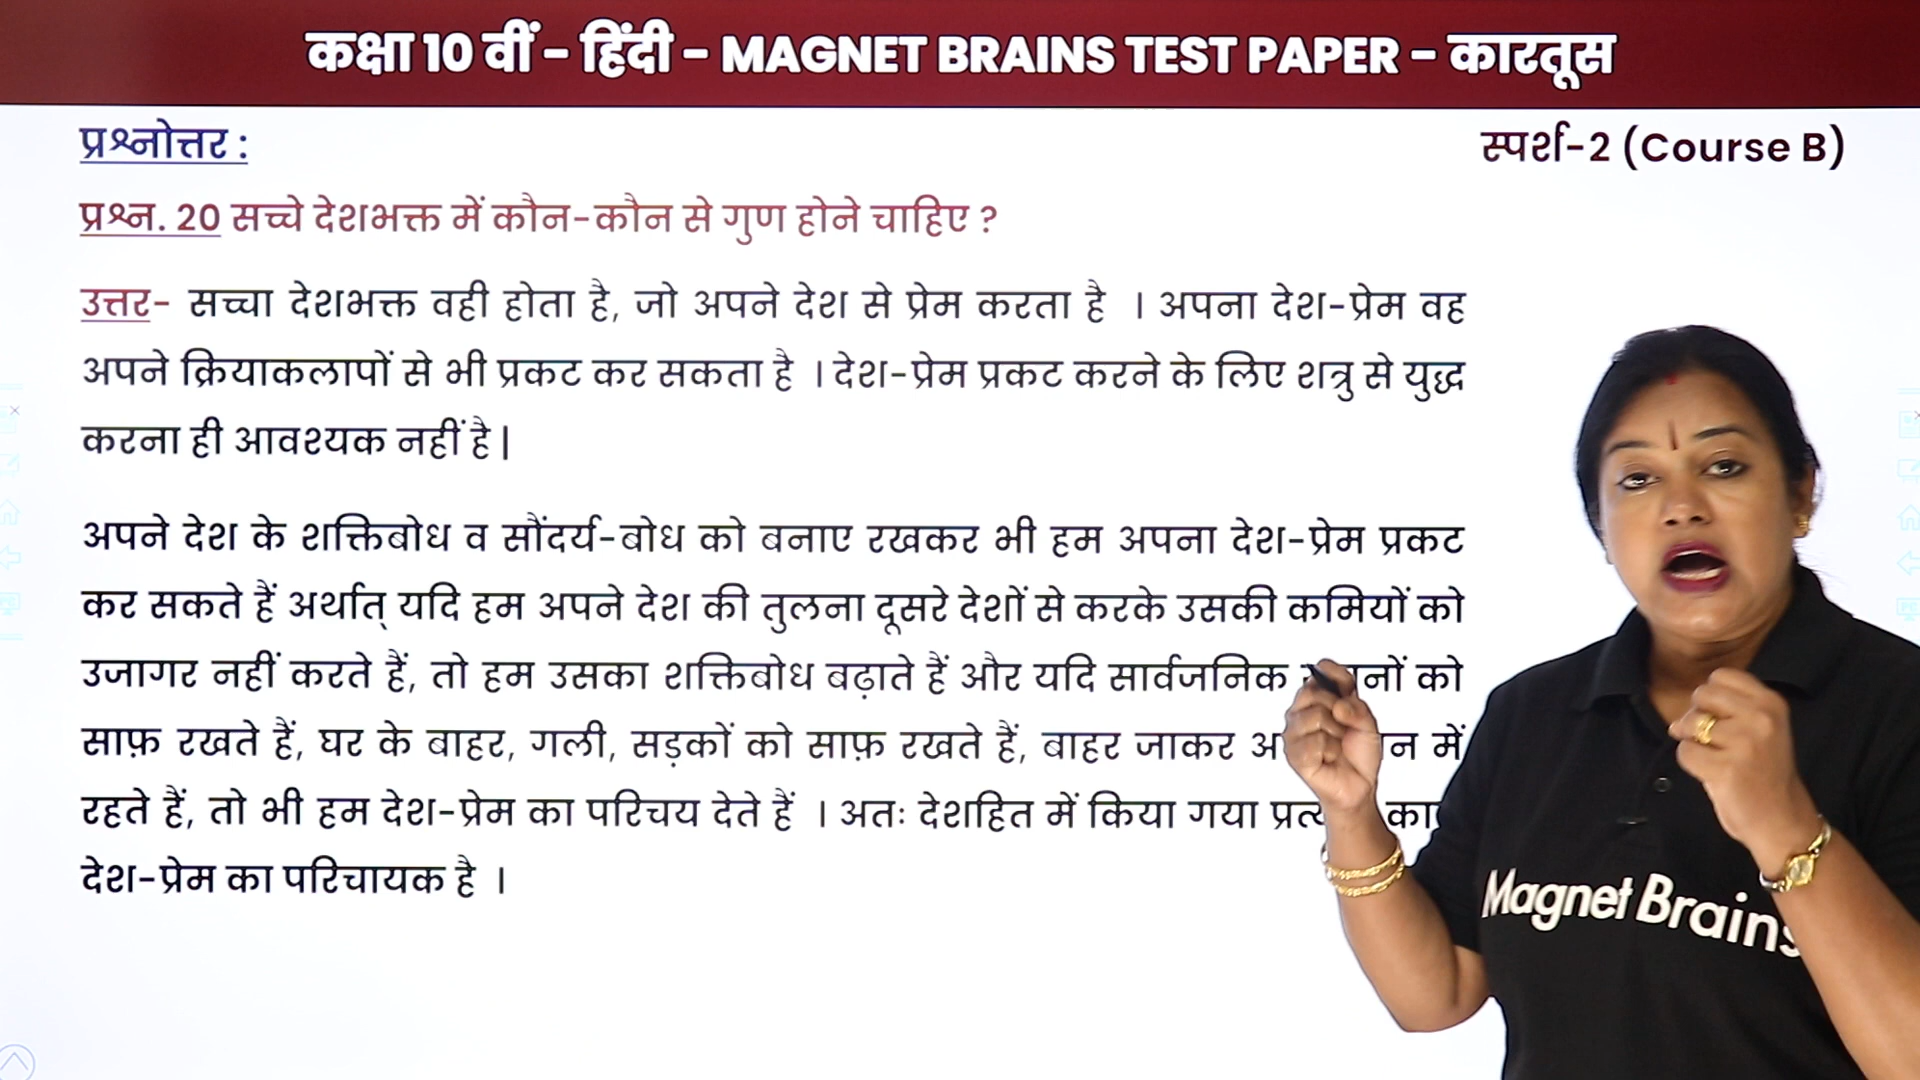 कक्षा 10 वीं - हिंदी - MAGNET BRAINS TEST PAPER - कारतूस
प्रश्नोत्तर :
स्पर्श-2 (Course B)
प्रश्न. 20 सच्चे देशभक्त में कौन-कौन से गुण होने चाहिए ?
उत्तर- सच्चा देशभक्त वही होता है, जो अपने देश से प्रेम करता है । अपना देश-प्रेम वह
अपने क्रियाकलापों से भी प्रकट कर सकता है । देश-प्रेम प्रकट करने के लिए शत्रु से युद्ध
करना ही आवश्यक नहीं है|
अपने देश के शक्तिबोध व सौंदर्य-बोध को बनाए रखकर भी हम अपना देश-प्रेम प्रकट
कर सकते हैं अर्थात् यदि हम अपने देश की तुलना दूसरे देशों से करके उसकी कमियों को
उजागर नहीं करते हैं, तो हम उसका शक्तिबोध बढ़ाते हैं और यदि सार्वजनिक को
साफ़ रखते हैं, घर के बाहर, गली, सड़कों को साफ़ रखते हैं, बाहर जाकर में
रहते हैं, तो भी हम देश-प्रेम का परिचय देते हैं । अतः देशहित में किया गया
देश-प्रेम का परिचायक है ।
Magnet Brains